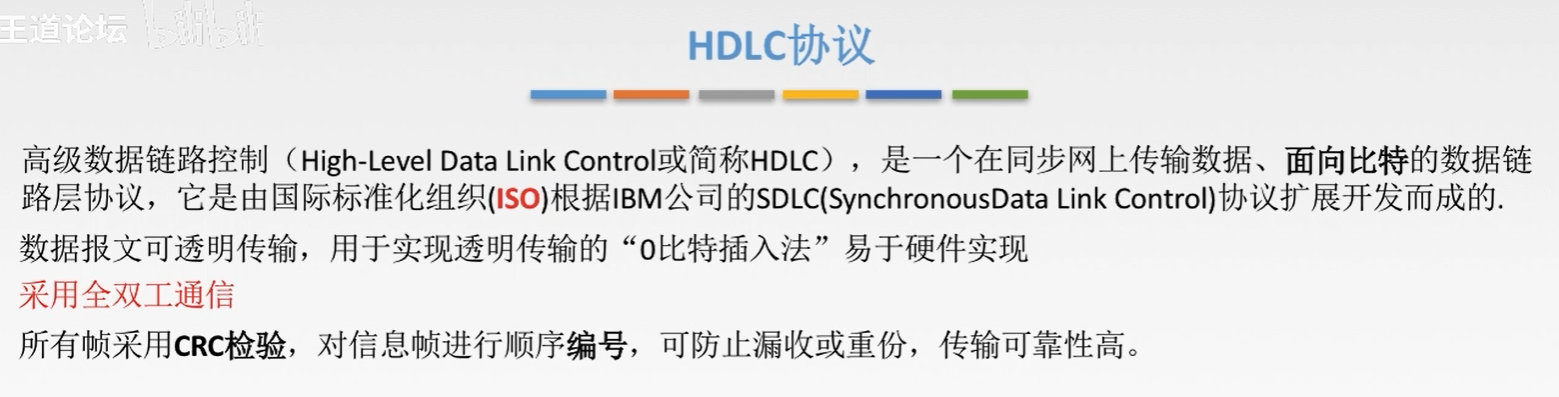 王道论坛 bilibili
HDLC协议
高级数据链路控制（High-Level Data Link Control或简称HDLC），是一个在同步网上传输数据、面向比特的数据链
路层协议，它是由国际标准化组织(ISO)根据IBM公司的SDLC(SynchronousData Link Control)协议扩展开发而成的.
数据报文可透明传输，用于实现透明传输的“0比特插入法”易于硬件实现
采用全双工通信
所有帧采用CRC检验，对信息帧进行顺序编号，可防止漏收或重份，传输可靠性高。